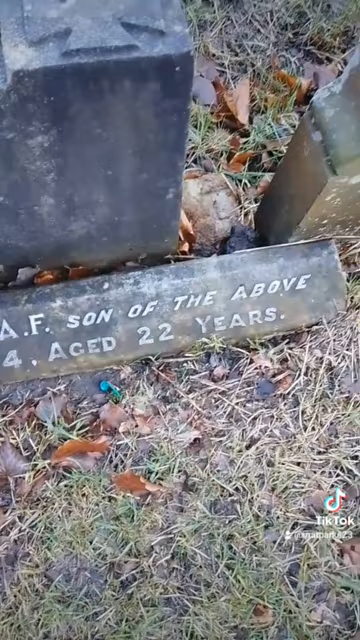 A.F. SON OF THE ABOVE
4. AGED 22 YEARS.
TikTok